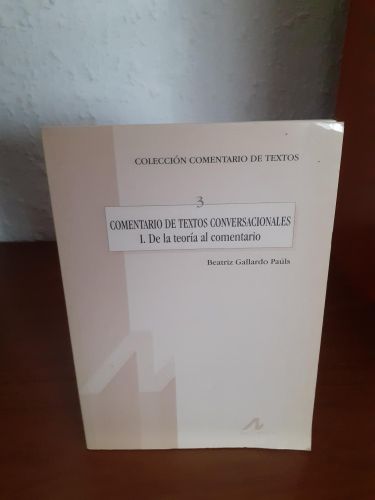 COLECCIÓN COMENTARIO DE TEXTOS
3
COMENTARIO DE TEXTOS CONVERSACIONALES
I. De la teoría al comentario
Beatriz Gallardo Paúls